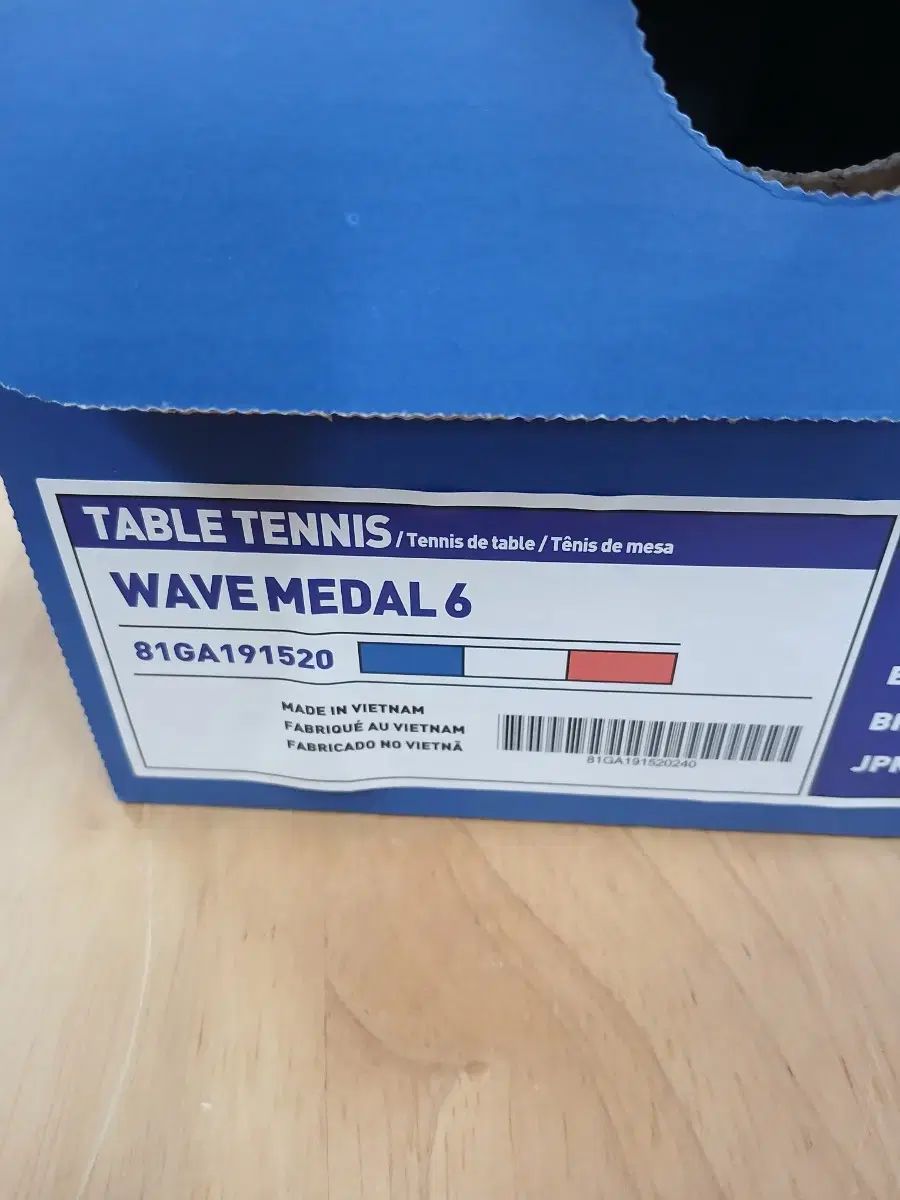 TABLE TENNIS / Tennis de table / Tênis de mesa
WAVE MEDAL 6
81GA191520
MADE IN VIETNAM
FABRIQUÉ AU VIETNAM
FABRICADO NO VIETNÃ
81GA191520240